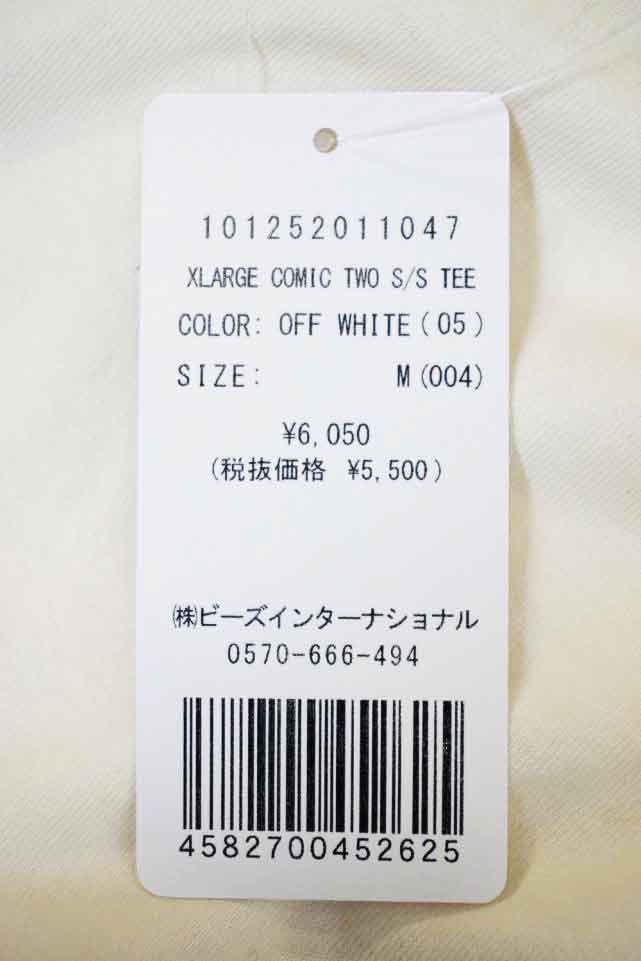 101252011047
XLARGE COMIC TWO S/S TEE
COLOR: OFF WHITE(05)
SIZE: M(004)
¥6,050
(税抜価格 ¥5,500)
㈱ビーズインターナショナル
0570-666-494
4582700452625